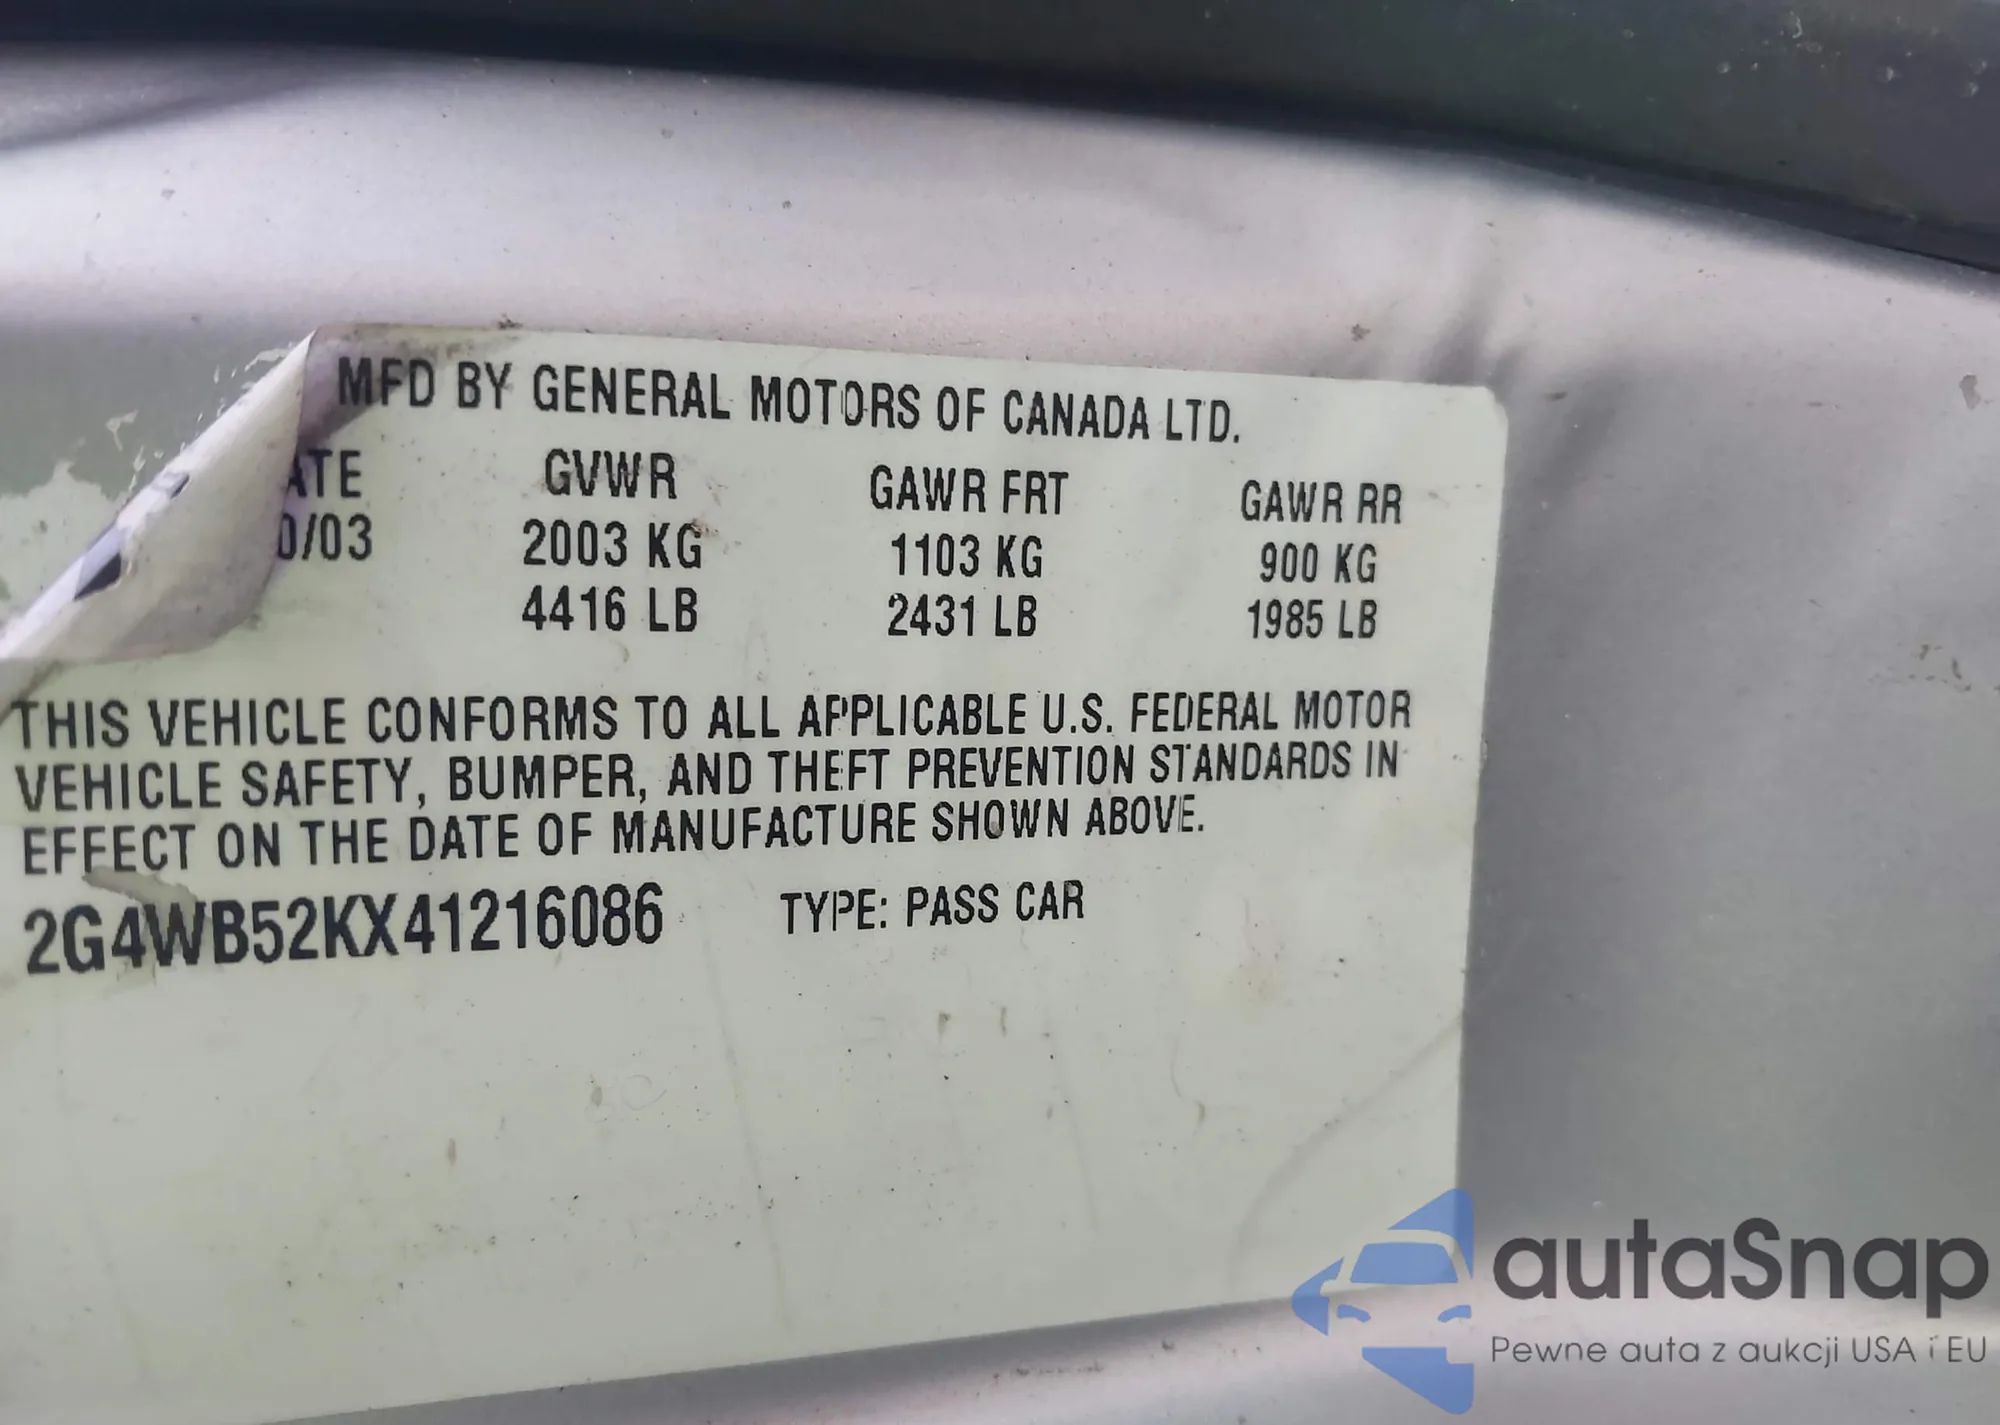 MFD BY GENERAL MOTORS OF CANADA LTD.
ATE GVWR GAWR FRT GAWR RR
0/03 2003 KG 1103 KG 900 KG
4416 LB 2431 LB 1985 LB
THIS VEHICLE CONFORMS TO ALL APPLICABLE U.S. FEDERAL MOTOR
VEHICLE SAFETY, BUMPER, AND THEFT PREVENTION STANDARDS IN
EFFECT ON THE DATE OF MANUFACTURE SHOWN ABOVE.
2G4WB52KX41216086 TYPE: PASS CAR
autaSnap
Pewne auta z aukcji USA i EU